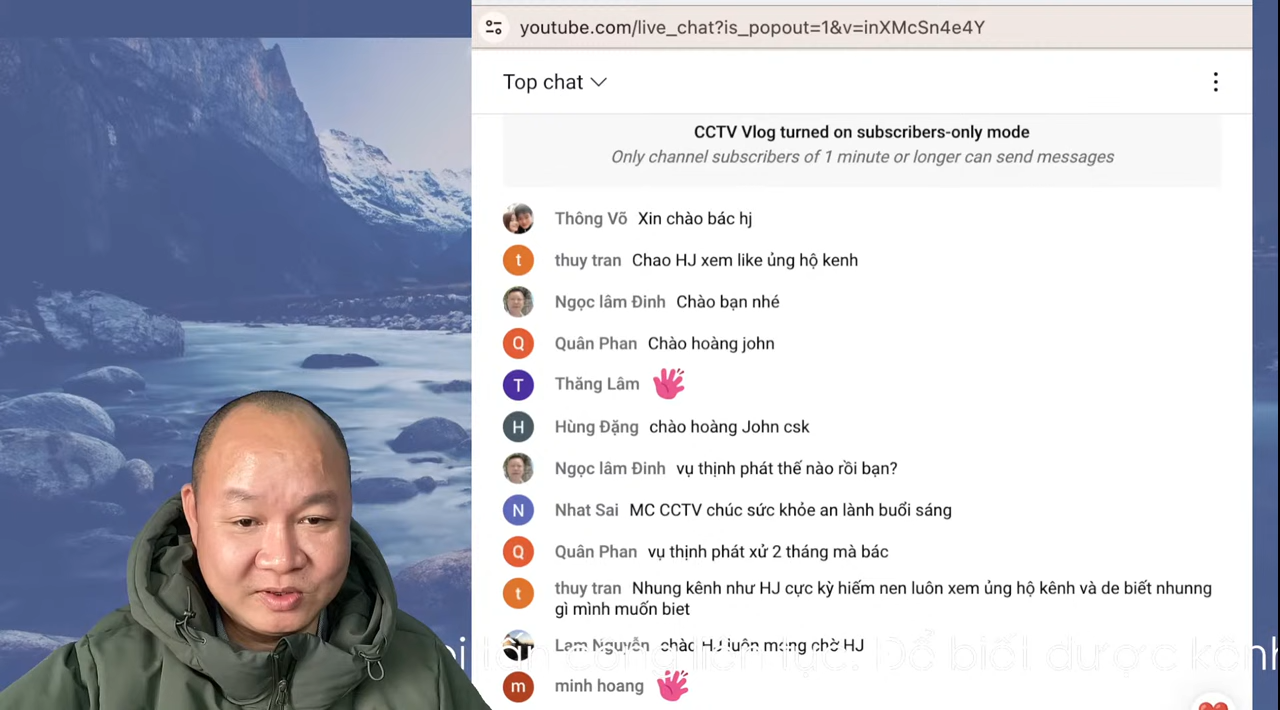 youtube.com/live_chat?is_popout=1&v=inXMcSn4e4Y
Top chat
CCTV Vlog turned on subscribers-only mode
Only channel subscribers of 1 minute or longer can send messages
Thông Võ Xin chào bác hj
t thuy tran Chao HJ xem like ủng hộ kenh
Ngọc lâm Đinh Chào bạn nhé
Q Quân Phan Chào hoàng john
T Thăng Lâm
H Hùng Đặng chào hoàng John csk
Ngọc lâm Đinh vụ thịnh phát thế nào rồi bạn?
N Nhat Sai MC CCTV chúc sức khỏe an lành buổi sáng
Q Quân Phan vụ thịnh phát xử 2 tháng mà bác
t thuy tran Nhung kênh như HJ cực kỳ hiếm nen luôn xem ủng hộ kênh và de biết nhunng
gì mình muốn biet
Lam Nguyễn chào HJ luôn mong chờ HJ
liên tục. Để biết được kênh
m minh hoang